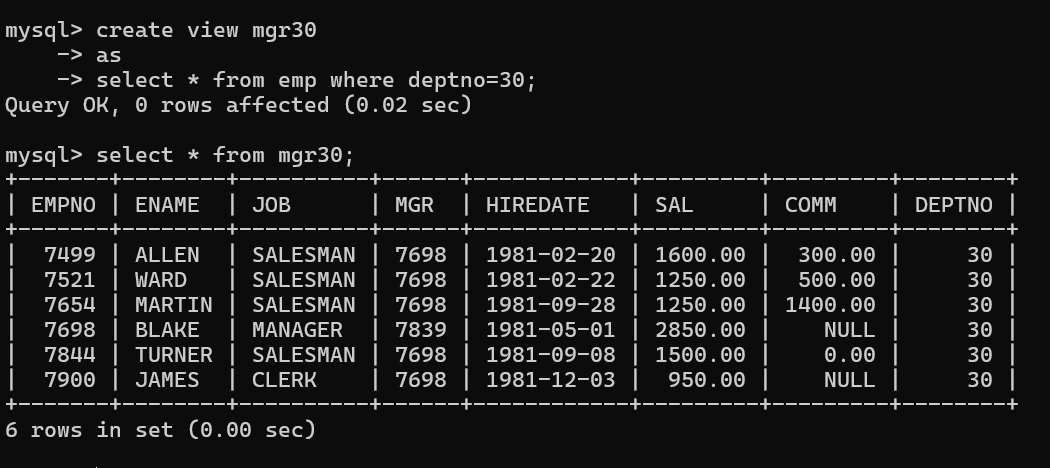 mysql> create view mgr30
    -> as
    -> select * from emp where deptno=30;
Query OK, 0 rows affected (0.02 sec)

mysql> select * from mgr30;
+-------+--------+----------+------+------------+---------+---------+--------+
| EMPNO | ENAME  | JOB      | MGR  | HIREDATE   | SAL     | COMM    | DEPTNO |
+-------+--------+----------+------+------------+---------+---------+--------+
|  7499 | ALLEN  | SALESMAN | 7698 | 1981-02-20 | 1600.00 |  300.00 |     30 |
|  7521 | WARD   | SALESMAN | 7698 | 1981-02-22 | 1250.00 |  500.00 |     30 |
|  7654 | MARTIN | SALESMAN | 7698 | 1981-09-28 | 1250.00 | 1400.00 |     30 |
|  7698 | BLAKE  | MANAGER  | 7839 | 1981-05-01 | 2850.00 |    NULL |     30 |
|  7844 | TURNER | SALESMAN | 7698 | 1981-09-08 | 1500.00 |    0.00 |     30 |
|  7900 | JAMES  | CLERK    | 7698 | 1981-12-03 |  950.00 |    NULL |     30 |
+-------+--------+----------+------+------------+---------+---------+--------+
6 rows in set (0.00 sec)